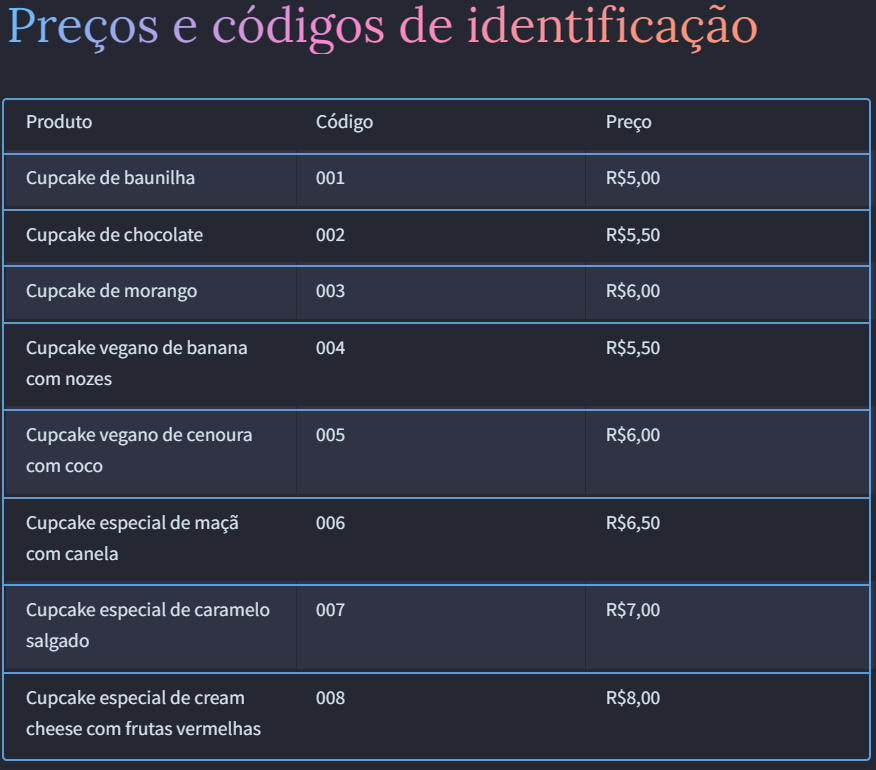 Preços e códigos de identificação
Produto Código Preço
Cupcake de baunilha 001 R$5,00
Cupcake de chocolate 002 R$5,50
Cupcake de morango 003 R$6,00
Cupcake vegano de banana 004 R$5,50
com nozes
Cupcake vegano de cenoura 005 R$6,00
com coco
Cupcake especial de maçã 006 R$6,50
com canela
Cupcake especial de caramelo 007 R$7,00
salgado
Cupcake especial de cream 008 R$8,00
cheese com frutas vermelhas